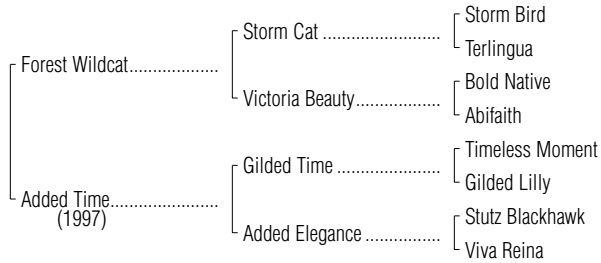 Storm Bird
Storm Cat ........................
Terlingua
Forest Wildcat...................
Bold Native
Victoria Beauty.................
Abifaith
Timeless Moment
Gilded Time .....................
Gilded Lilly
Added Time......................
(1997)
Stutz Blackhawk
Added Elegance ...............
Viva Reina